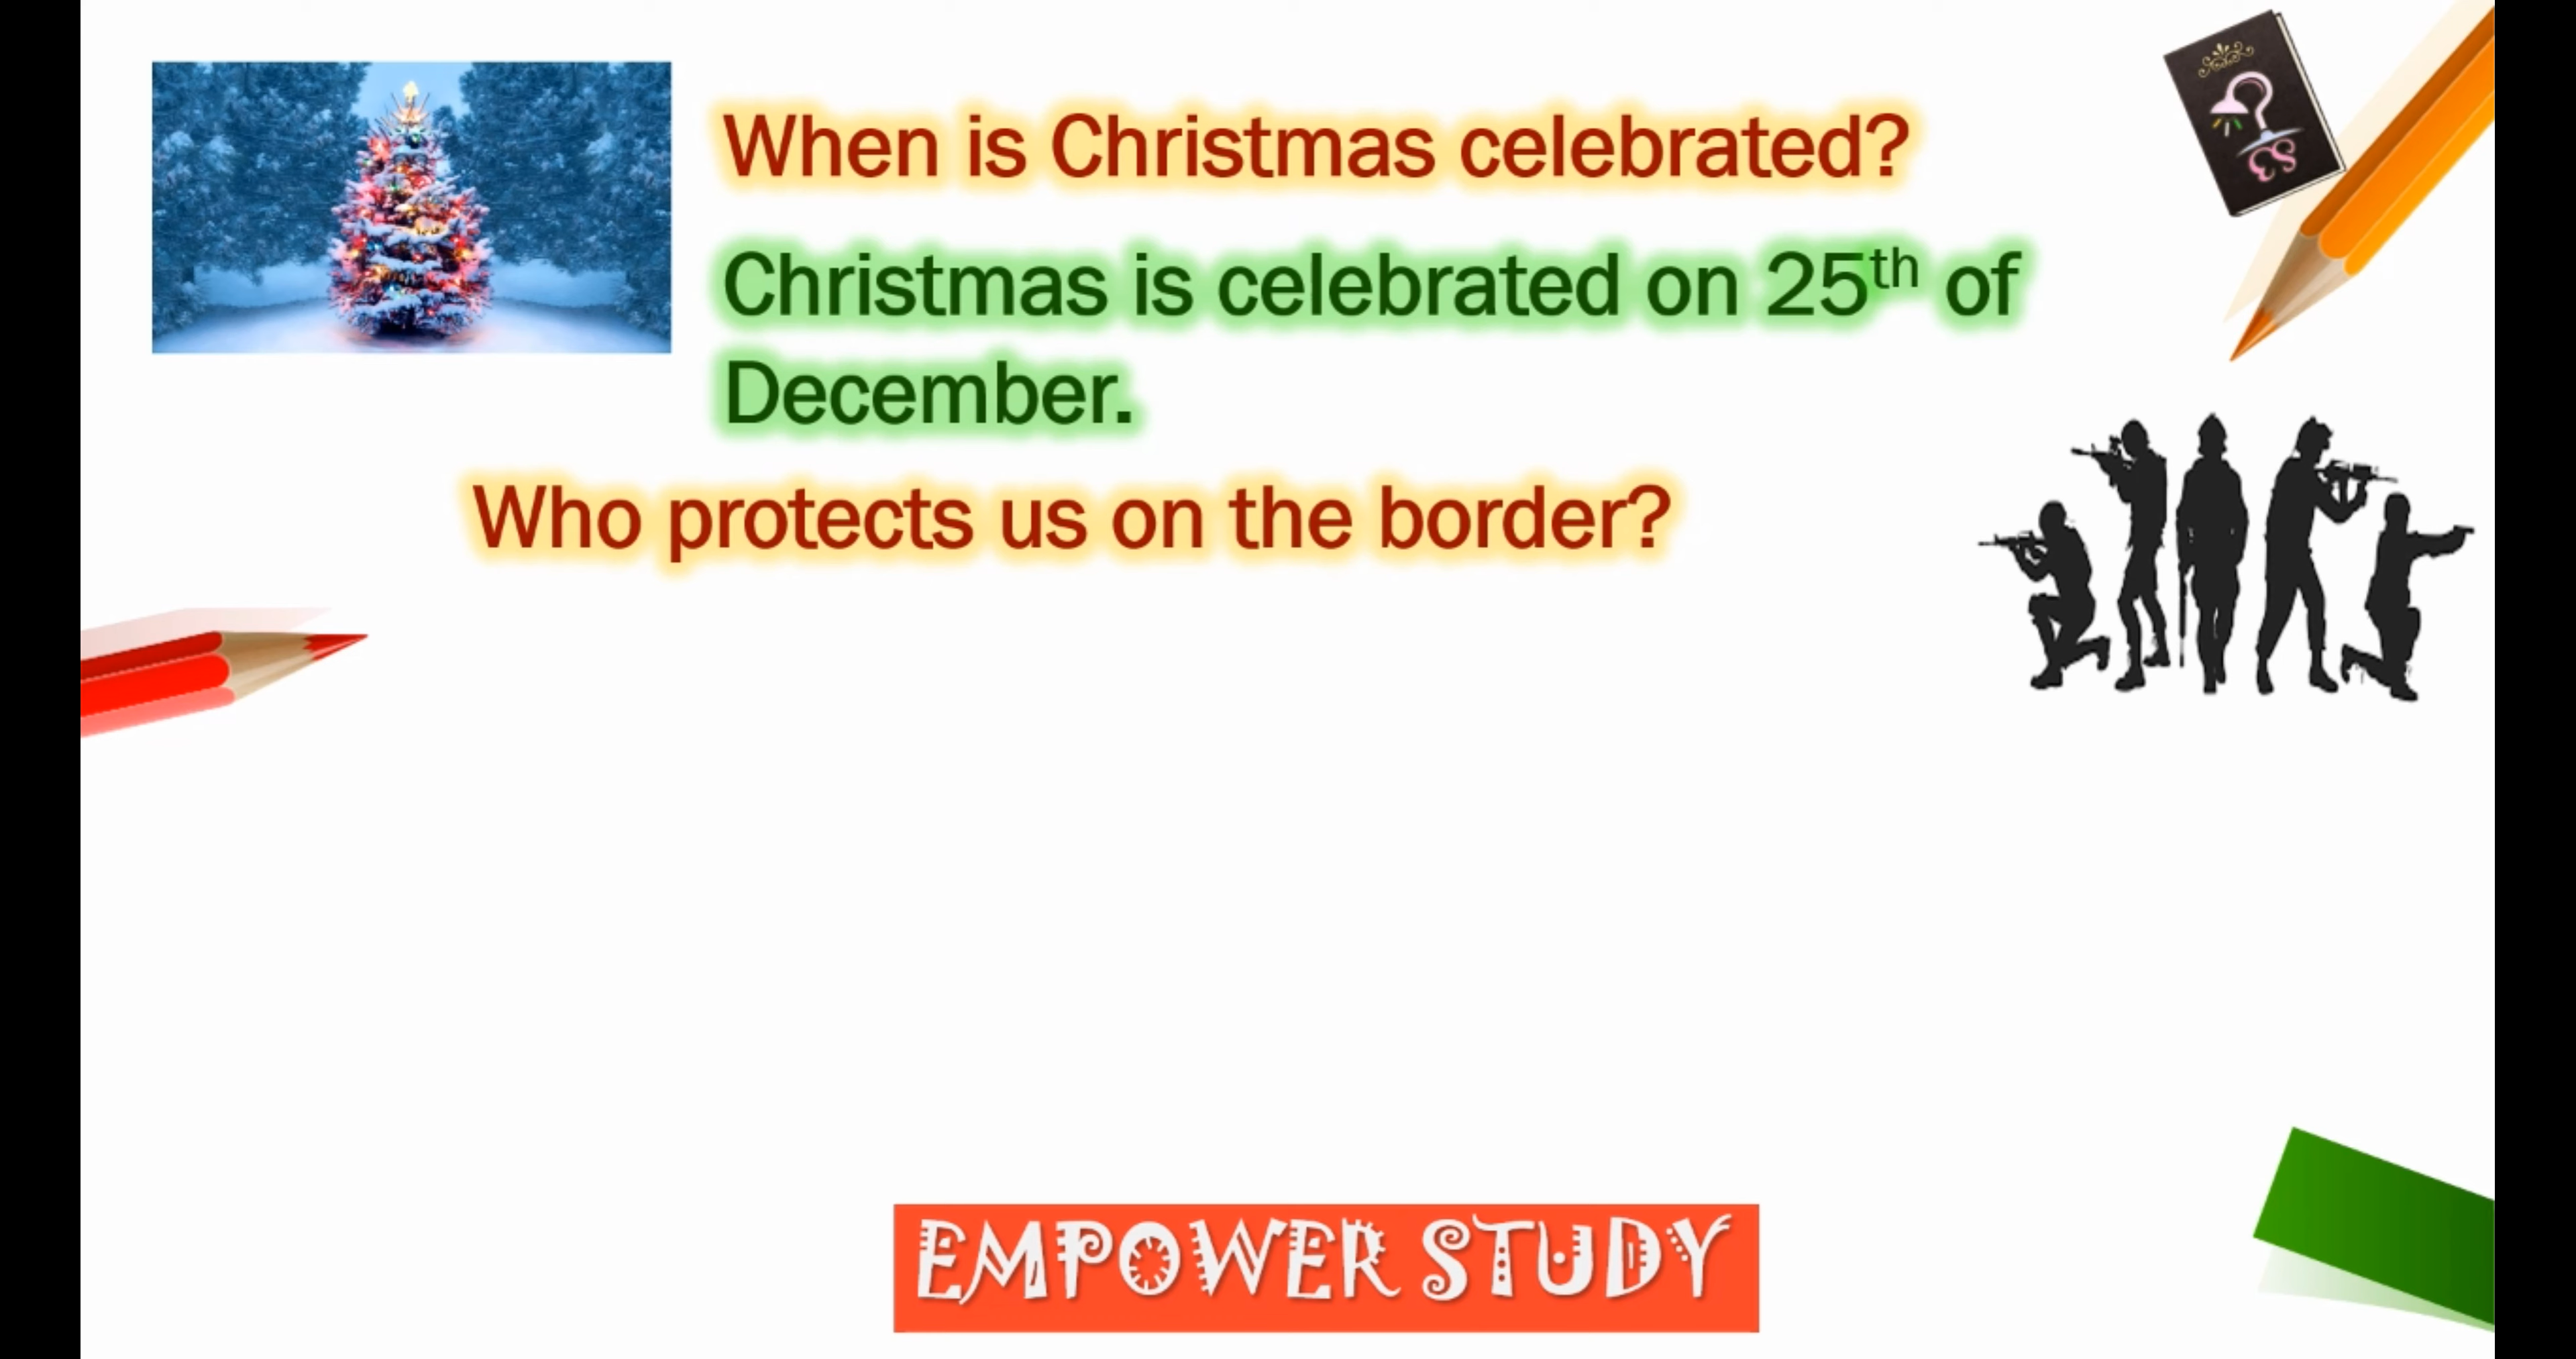 When is Christmas celebrated?
Christmas is celebrated on 25th of
December.
Who protects us on the border?
ES
EMPOWER STUDY